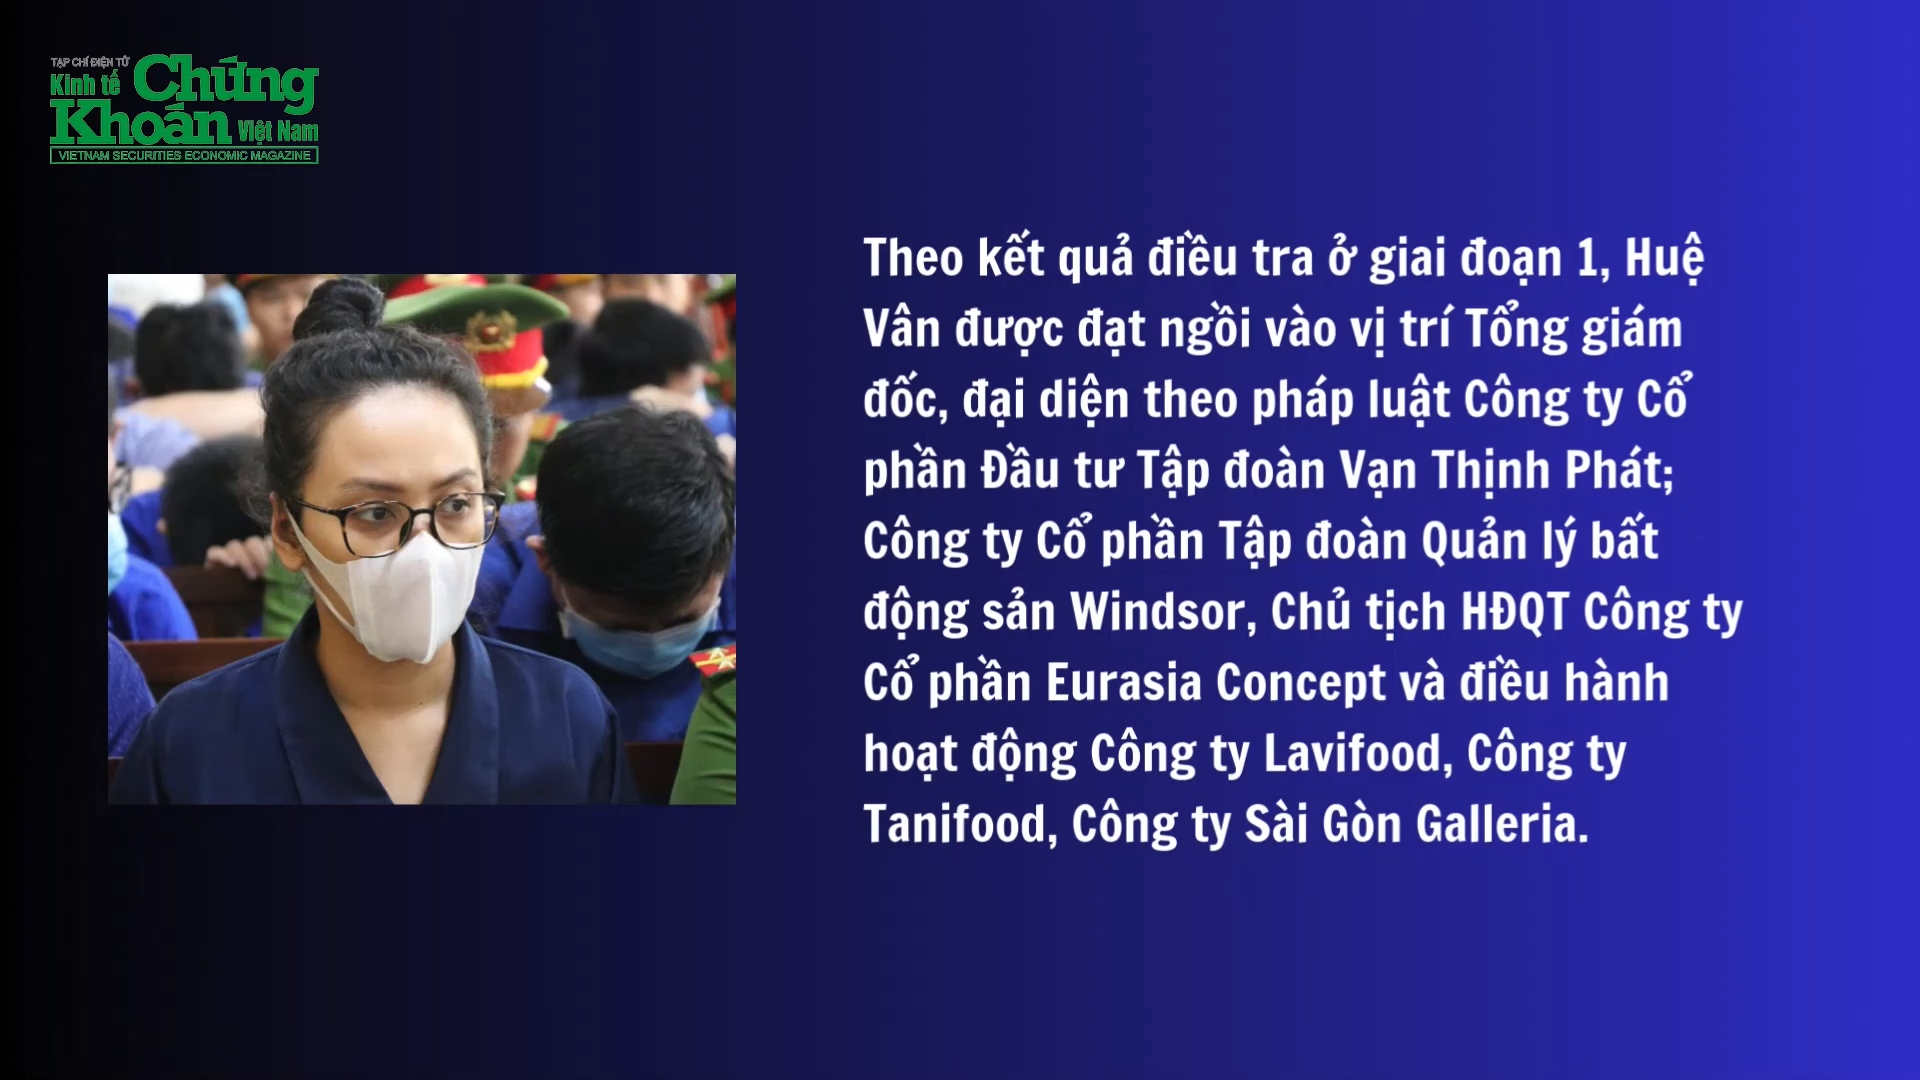 TẠP CHÍ ĐIỆN TỬ
Kinh tế Chứng
Khoán Việt Nam
VIETNAM SECURITIES ECONOMIC MAGAZINE
Theo kết quả điều tra ở giai đoạn 1, Huệ
Vân được đạt ngồi vào vị trí Tổng giám
đốc, đại diện theo pháp luật Công ty Cổ
phần Đầu tư Tập đoàn Vạn Thịnh Phát;
Công ty Cổ phần Tập đoàn Quản lý bất
động sản Windsor, Chủ tịch HĐQT Công ty
Cổ phần Eurasia Concept và điều hành
hoạt động Công ty Lavifood, Công ty
Tanifood, Công ty Sài Gòn Galleria.